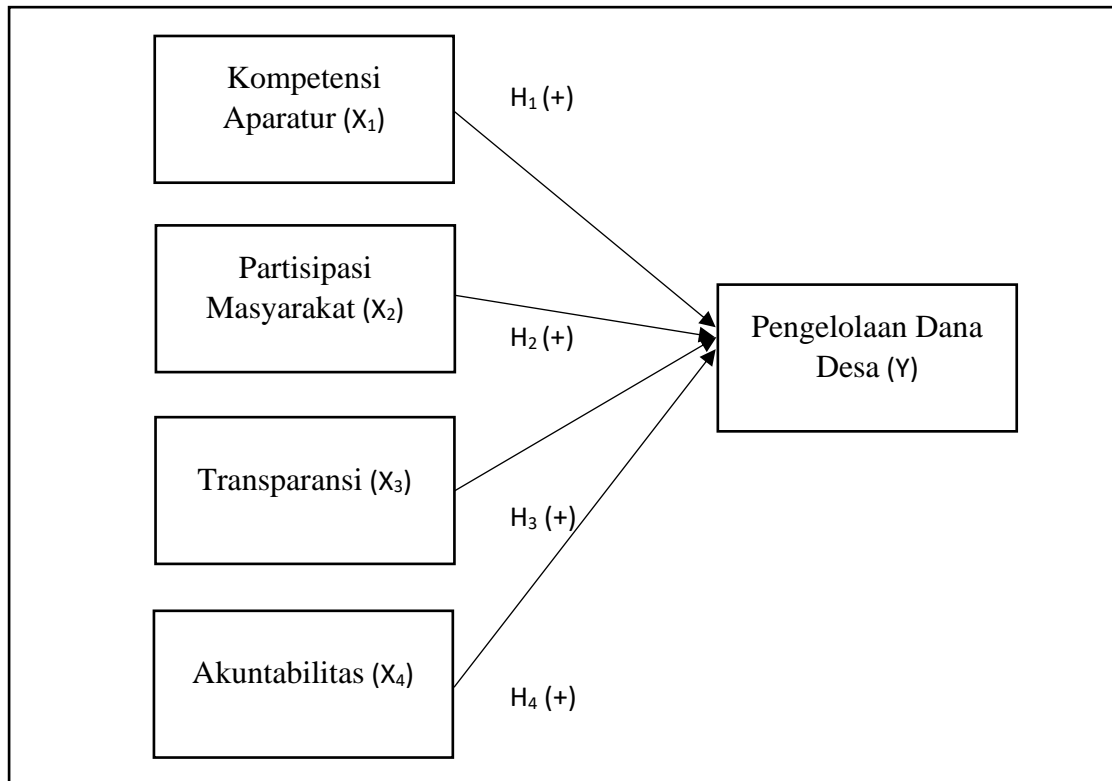 Kompetensi
Aparatur (X₁)
H₁ (+)
Partisipasi
Masyarakat (X₂)
H₂ (+)
Pengelolaan Dana
Desa (Y)
Transparansi (X₃)
H₃ (+)
Akuntabilitas (X₄)
H₄ (+)